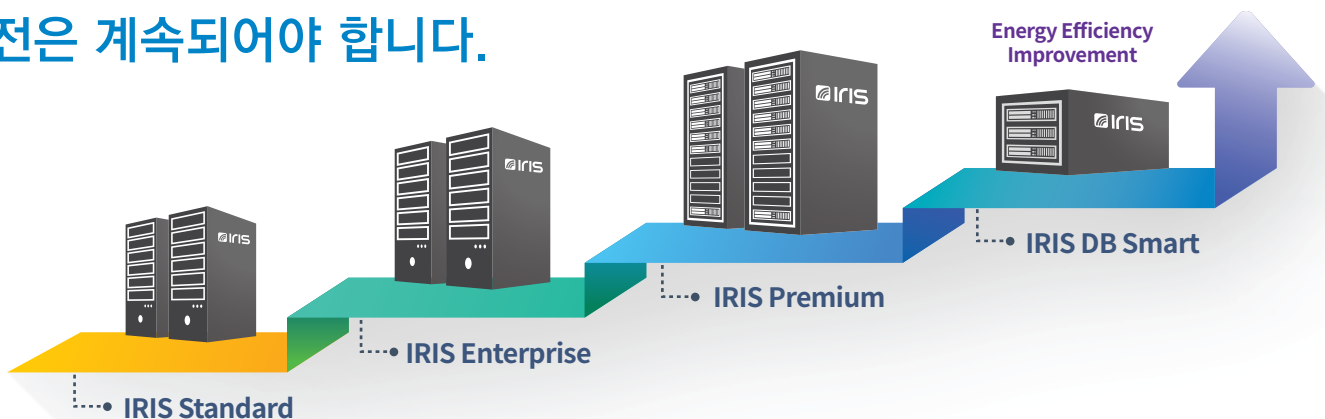 전은 계속되어야 합니다.
Energy Efficiency
Improvement
IRIS
IRIS
IRIS
IRIS
IRIS DB Smart
IRIS Premium
IRIS Enterprise
IRIS Standard